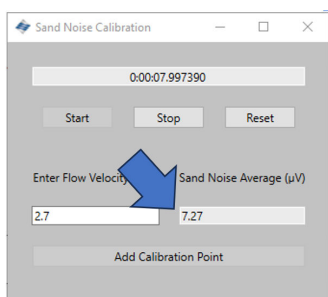 Sand Noise Calibration
0:00:07.997390
Start Stop Reset
Enter Flow Velocity Sand Noise Average (µV)
2.7 7.27
Add Calibration Point